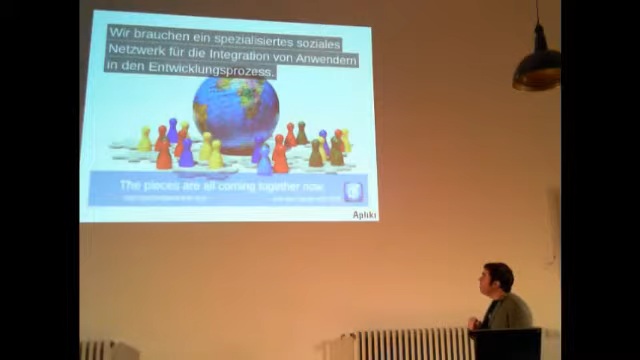 Wir brauchen ein spezialisiertes soziales
Netzwerk für die Integration von Anwendern
in den Entwicklungsprozess.
The pieces are all coming together now.
Aphki